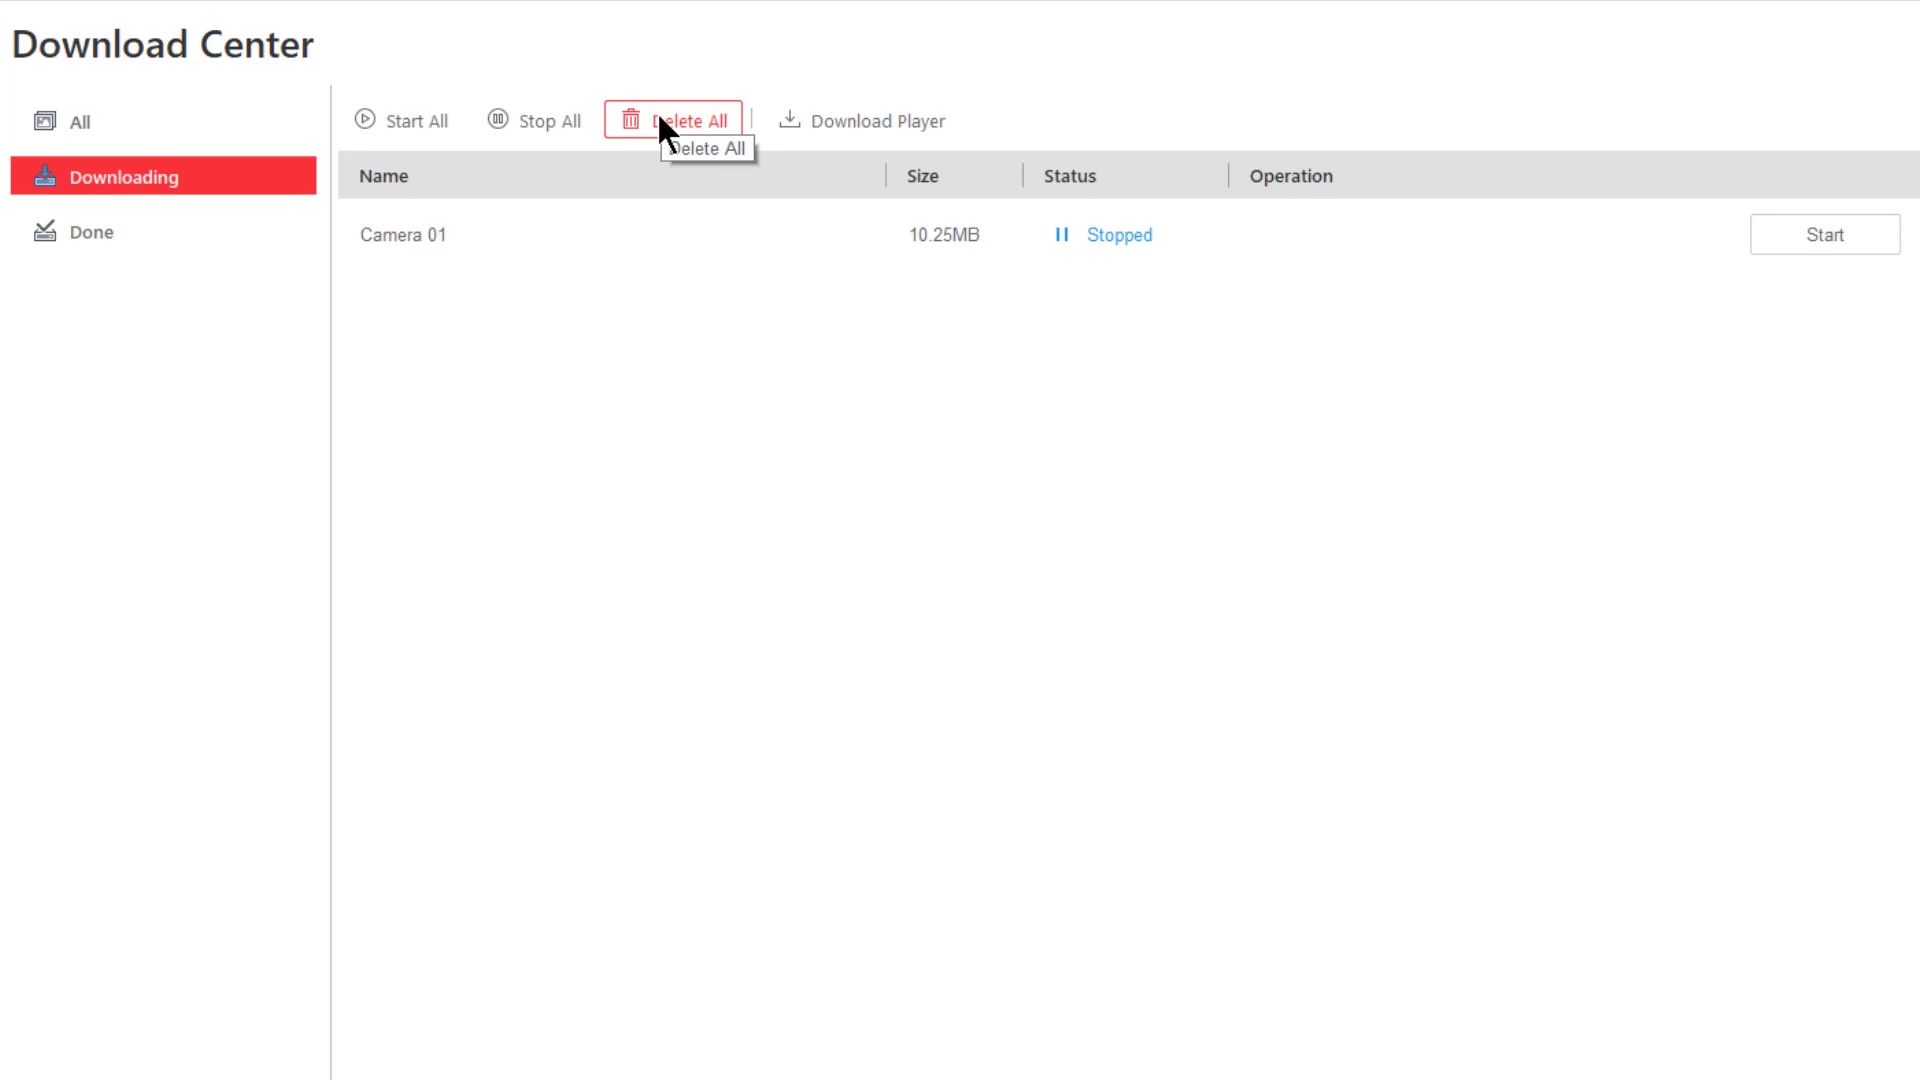 Download Center
All
Downloading
Done
Start All
Stop All
Delete All
Download Player
Delete All
Name
Size
Status
Operation
Camera 01
10.25MB
Stopped
Start